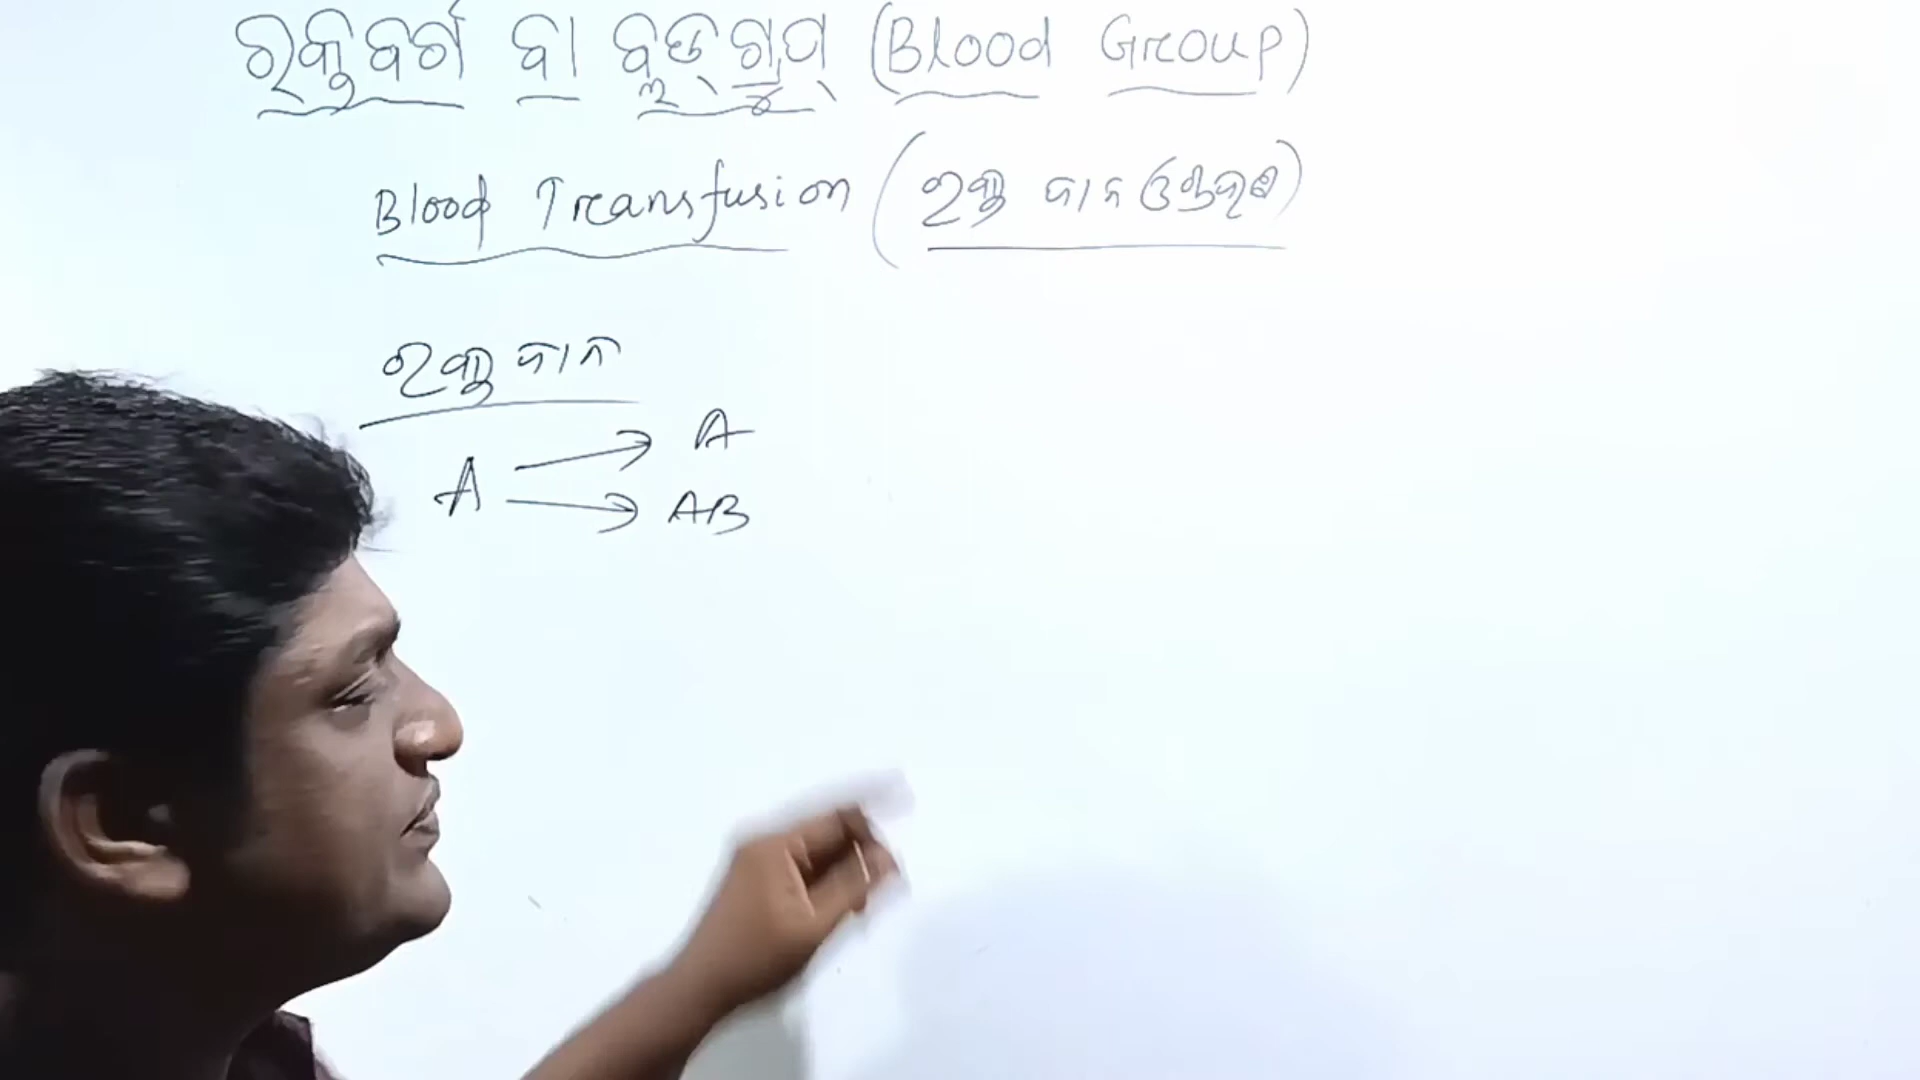 ରକ୍ତବର୍ଗ ବା ବ୍ଲଡ୍ ଗ୍ରୁପ୍ (Blood Group)
Blood Transfusion (ରକ୍ତ ଦାନ ଓ ଗ୍ରହଣ)
ରକ୍ତ ଦାନ
A → A
→ AB